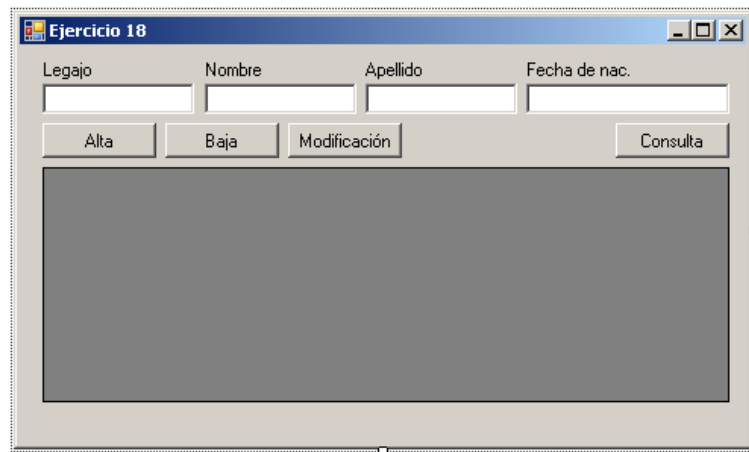 Ejercicio 18
Legajo Nombre Apellido Fecha de nac.
Alta Baja Modificación Consulta